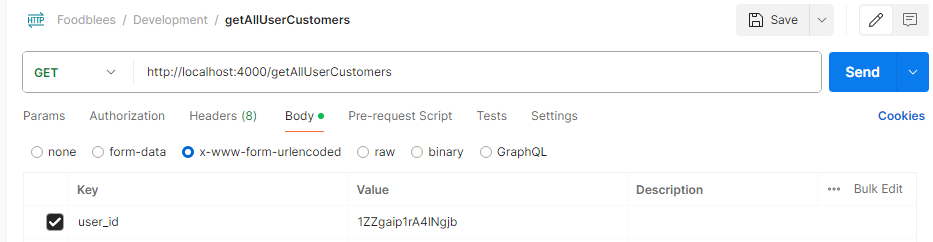 HTTP Foodblees / Development / getAllUserCustomers Save
GET http://localhost:4000/getAllUserCustomers Send
Params Authorization Headers (8) Body Pre-request Script Tests Settings Cookies
none form-data x-www-form-urlencoded raw binary GraphQL
Key Value Description Bulk Edit
user_id 1ZZgaip1rA4lNgjb